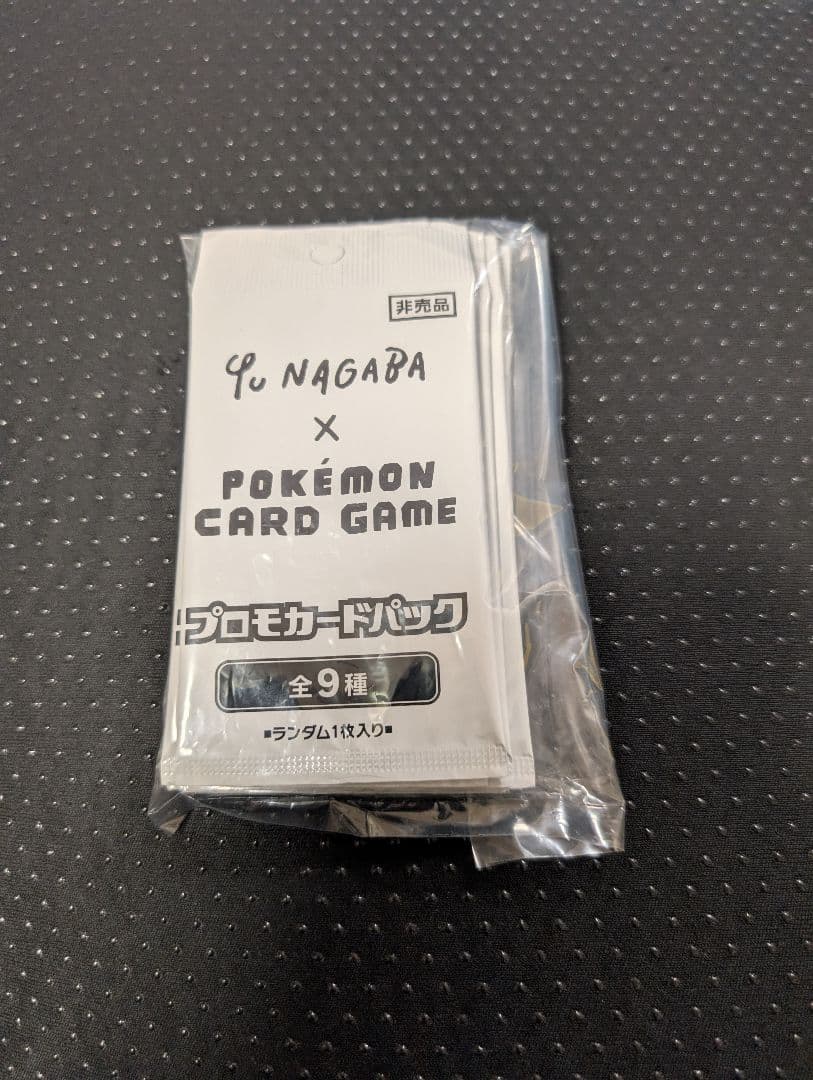 非売品
Yu NAGABA
×
POKÉMON
CARD GAME
プロモカードパック
全9種
■ランダム1枚入り■